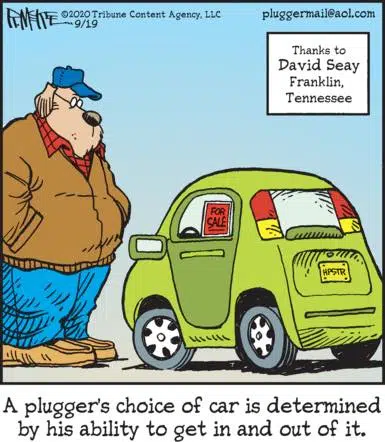 ©2020 Tribune Content Agency, LLC
9/19
pluggermail@aol.com
Thanks to
David Seay
Franklin,
Tennessee
FOR
SALE
HPSTR
A plugger's choice of car is determined
by his ability to get in and out of it.